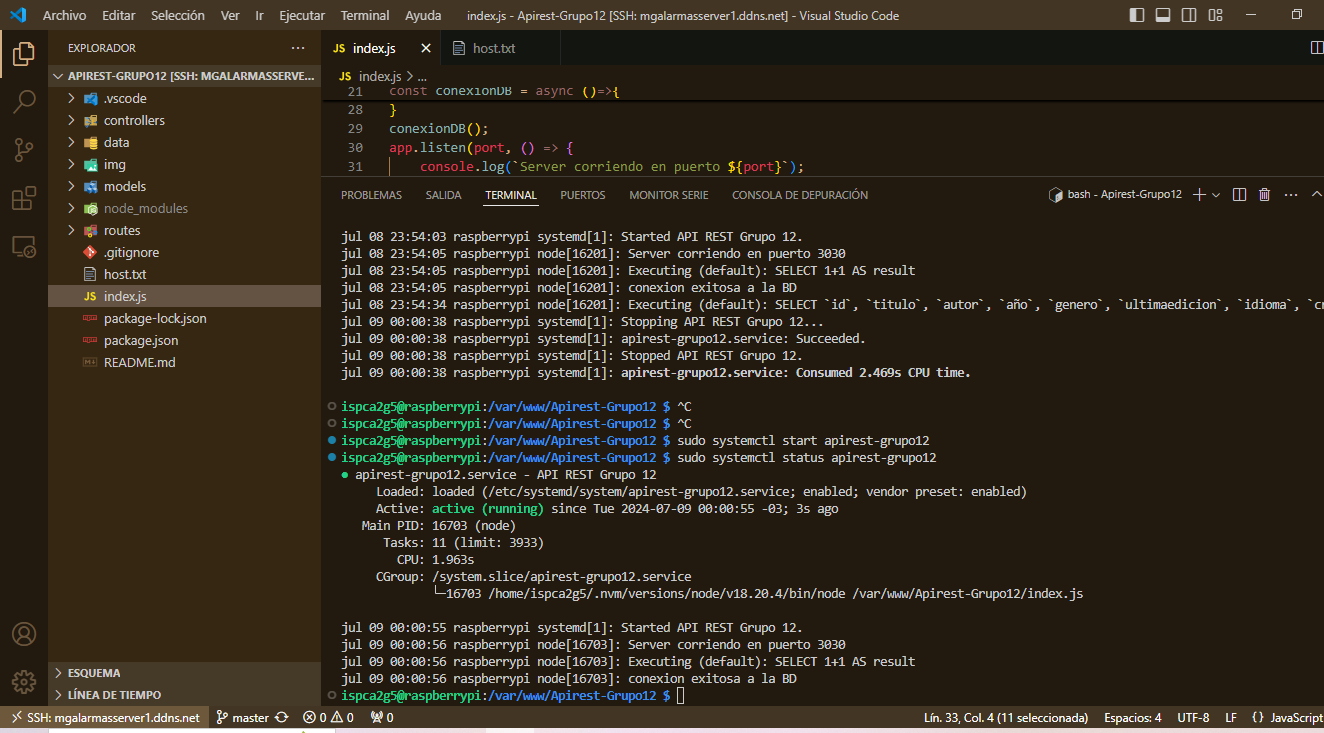 Archivo Editar Selección Ver Ir Ejecutar Terminal Ayuda index.js - Apirest-Grupo12 [SSH: mgalarmasserver1.ddns.net] - Visual Studio Code
EXPLORADOR ···
APIREST-GRUPO12 [SSH: MGALARMASSERVE...
.vscode
controllers
data
img
models
node_modules
routes
.gitignore
host.txt
JS index.js
package-lock.json
package.json
README.md
ESQUEMA
LÍNEA DE TIEMPO
JS index.js
host.txt
JS index.js > ...
21 const conexionDB = async ()=>{
28 }
29 conexionDB();
30 app.listen(port, () => {
31 console.log(`Server corriendo en puerto ${port}`);
PROBLEMAS SALIDA TERMINAL PUERTOS MONITOR SERIE CONSOLA DE DEPURACIÓN bash - Apirest-Grupo12
jul 08 23:54:03 raspberrypi systemd[1]: Started API REST Grupo 12.
jul 08 23:54:05 raspberrypi node[16201]: Server corriendo en puerto 3030
jul 08 23:54:05 raspberrypi node[16201]: Executing (default): SELECT 1+1 AS result
jul 08 23:54:05 raspberrypi node[16201]: conexion exitosa a la BD
jul 08 23:54:34 raspberrypi node[16201]: Executing (default): SELECT `id`, `titulo`, `autor`, `año`, `genero`, `ultimaedicion`, `idioma`, `cr
jul 09 00:00:38 raspberrypi systemd[1]: Stopping API REST Grupo 12...
jul 09 00:00:38 raspberrypi systemd[1]: apirest-grupo12.service: Succeeded.
jul 09 00:00:38 raspberrypi systemd[1]: Stopped API REST Grupo 12.
jul 09 00:00:38 raspberrypi systemd[1]: apirest-grupo12.service: Consumed 2.469s CPU time.
ispca2g5@raspberrypi:/var/www/Apirest-Grupo12 $ ^C
ispca2g5@raspberrypi:/var/www/Apirest-Grupo12 $ ^C
ispca2g5@raspberrypi:/var/www/Apirest-Grupo12 $ sudo systemctl start apirest-grupo12
ispca2g5@raspberrypi:/var/www/Apirest-Grupo12 $ sudo systemctl status apirest-grupo12
● apirest-grupo12.service - API REST Grupo 12
Loaded: loaded (/etc/systemd/system/apirest-grupo12.service; enabled; vendor preset: enabled)
Active: active (running) since Tue 2024-07-09 00:00:55 -03; 3s ago
Main PID: 16703 (node)
Tasks: 11 (limit: 3933)
CPU: 1.963s
CGroup: /system.slice/apirest-grupo12.service
└─16703 /home/ispca2g5/.nvm/versions/node/v18.20.4/bin/node /var/www/Apirest-Grupo12/index.js
jul 09 00:00:55 raspberrypi systemd[1]: Started API REST Grupo 12.
jul 09 00:00:56 raspberrypi node[16703]: Server corriendo en puerto 3030
jul 09 00:00:56 raspberrypi node[16703]: Executing (default): SELECT 1+1 AS result
jul 09 00:00:56 raspberrypi node[16703]: conexion exitosa a la BD
ispca2g5@raspberrypi:/var/www/Apirest-Grupo12 $
SSH: mgalarmasserver1.ddns.net master 0 0 0 Lín. 33, Col. 4 (11 seleccionada) Espacios: 4 UTF-8 LF {} JavaScript